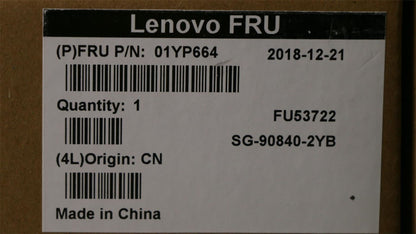 Lenovo FRU
(P)FRU P/N: 01YP664 2018-12-21
Quantity: 1
FU53722
SG-90840-2YB
(4L)Origin: CN
Made in China